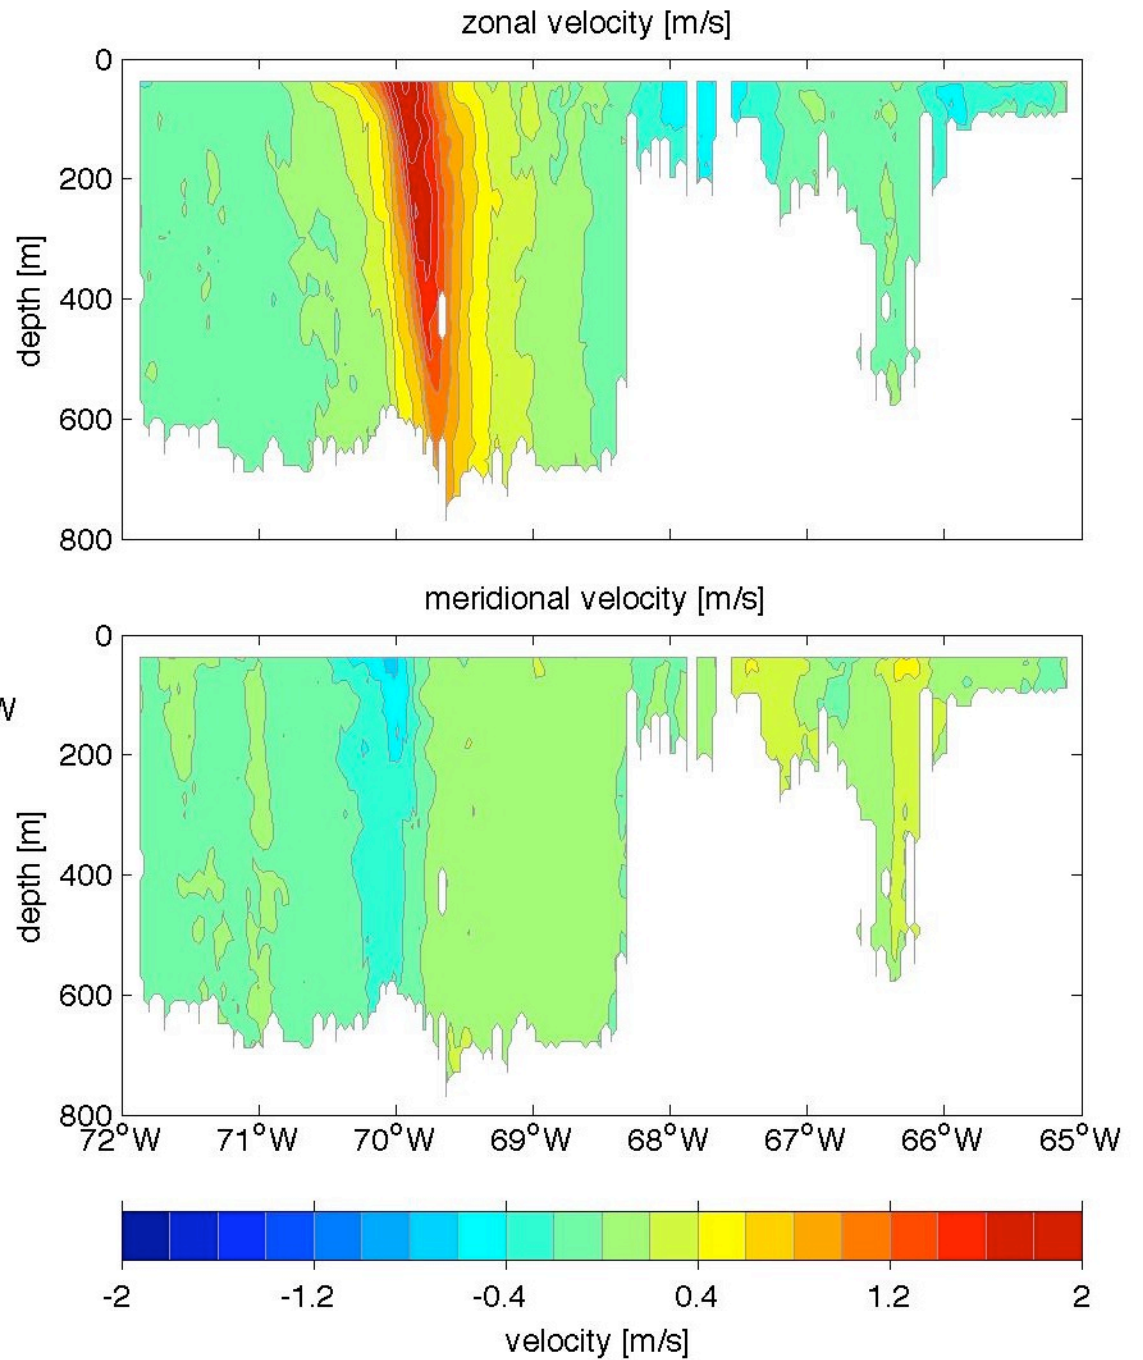 zonal velocity [m/s]
0
200
400
600
800
depth [m]
meridional velocity [m/s]
0
200
400
600
800
depth [m]
W
72°W 71°W 70°W 69°W 68°W 67°W 66°W 65°W
-2 -1.2 -0.4 0.4 1.2 2
velocity [m/s]